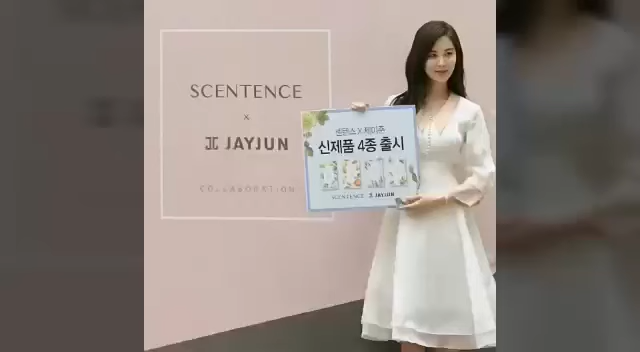 SCENTENCE
x
JAYJUN
COLLABORATION
센텐스 X 제이준
신제품 4종 출시
SCENTENCE JAYJUN